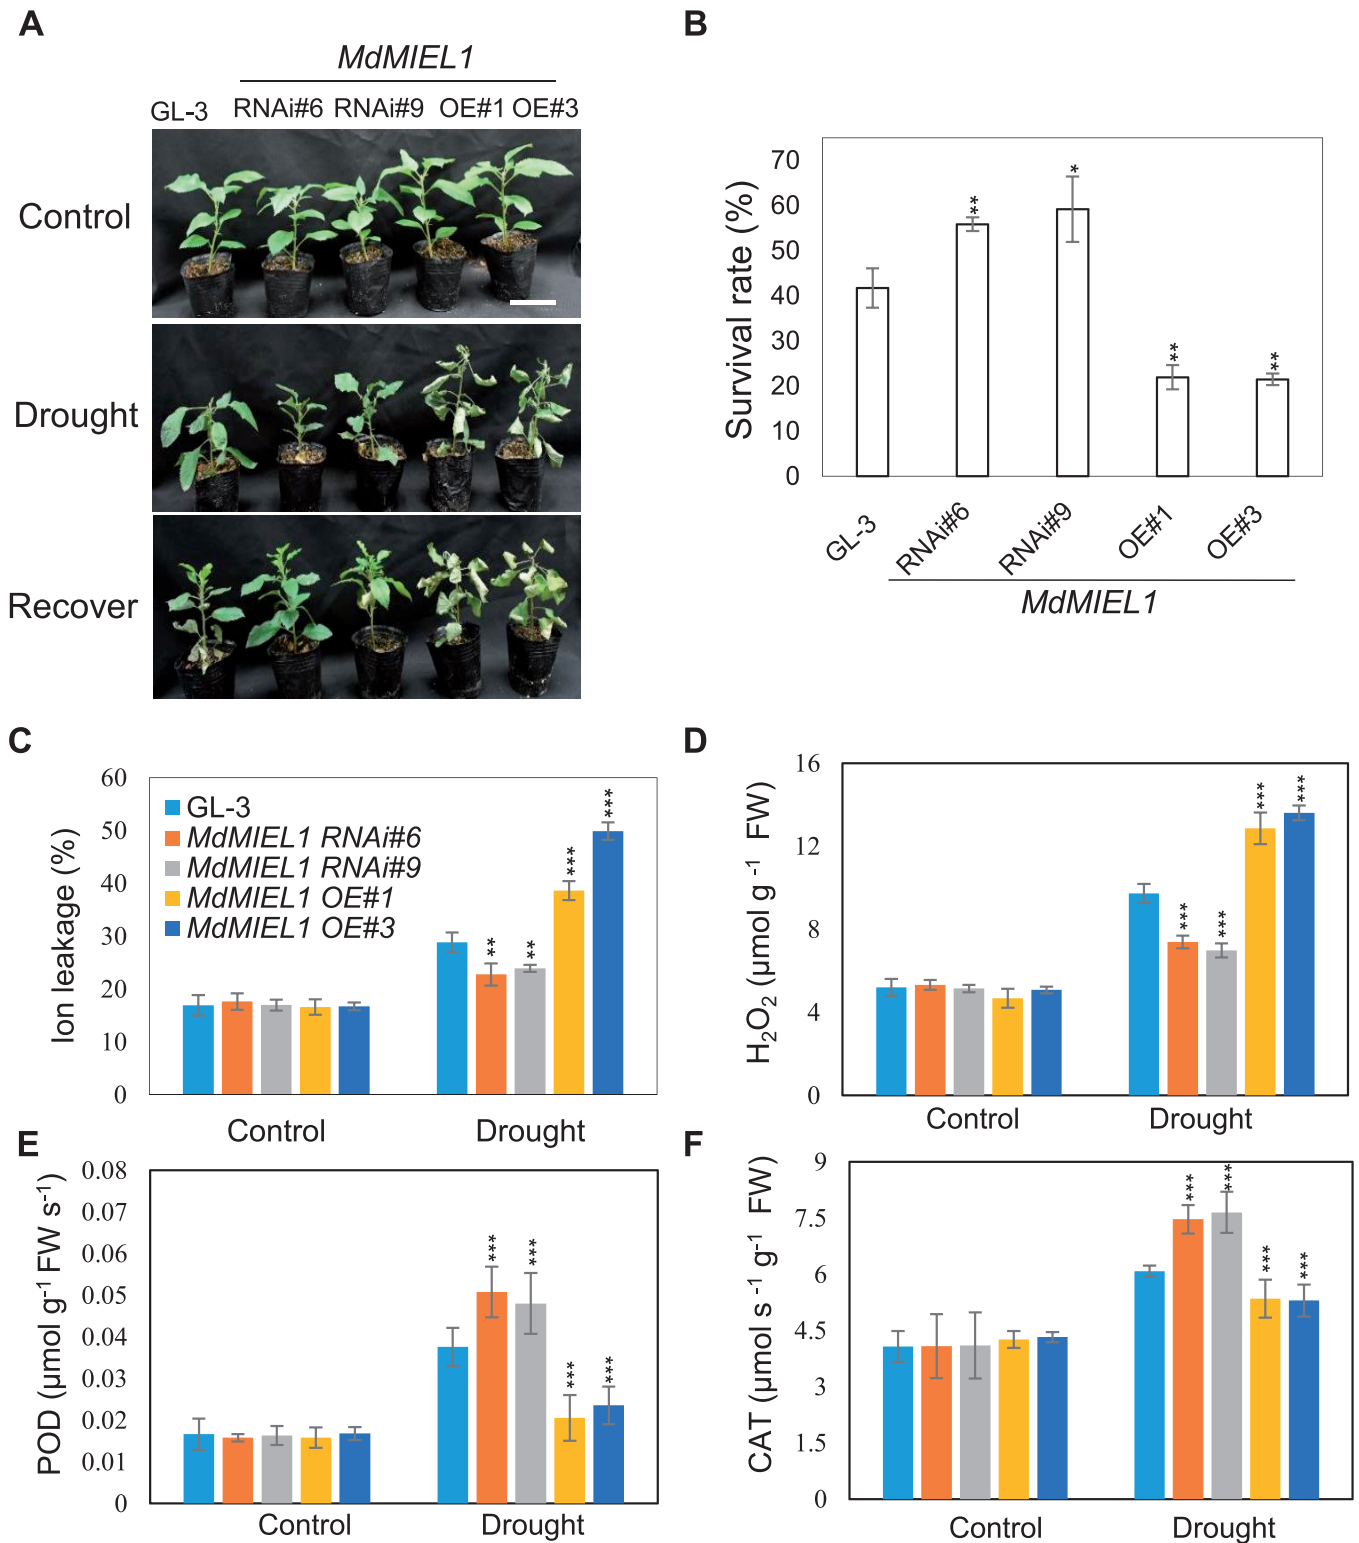 A
MdMIEL1
GL-3 RNAi#6 RNAi#9 OE#1 OE#3
Control
Drought
Recover
B
Survival rate (%)
70
60
50
40
30
20
10
0
**
*
**
**
GL-3
RNAi#6
RNAi#9
OE#1
OE#3
MdMIEL1
C
Ion leakage (%)
60
50
40
30
20
10
0
GL-3
MdMIEL1 RNAi#6
MdMIEL1 RNAi#9
MdMIEL1 OE#1
MdMIEL1 OE#3
**
**
***
***
Control Drought
D
H₂O₂ (µmol g ⁻¹ FW)
16
12
8
4
0
***
***
***
***
Control Drought
E
POD (µmol g⁻¹ FW s⁻¹)
0.08
0.07
0.06
0.05
0.04
0.03
0.02
0.01
0
***
***
***
***
Control Drought
F
CAT (µmol s ⁻¹ g⁻¹ FW)
9
7.5
6
4.5
3
1.5
0
***
***
***
***
Control Drought